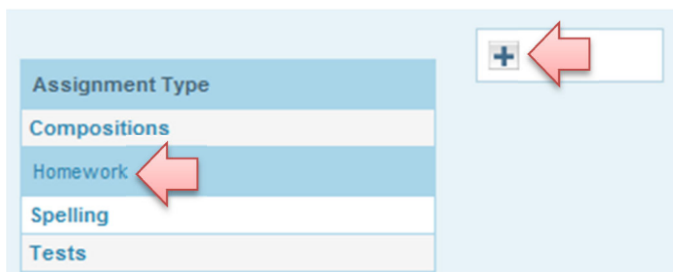 Assignment Type
Compositions
Homework
Spelling
Tests